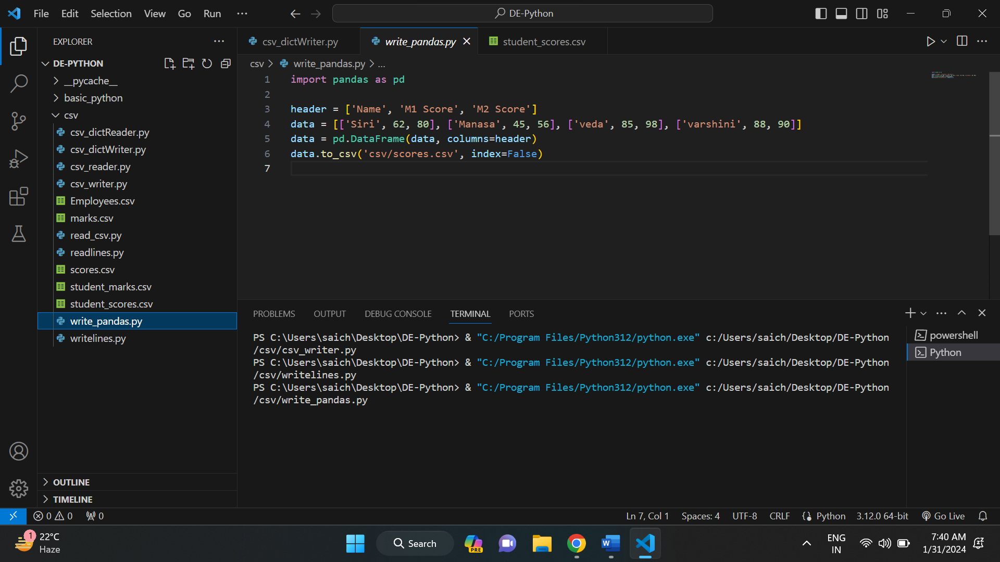 File Edit Selection View Go Run ... DE-Python
EXPLORER
DE-PYTHON
__pycache__
basic_python
csv
csv_dictReader.py
csv_dictWriter.py
csv_reader.py
csv_writer.py
Employees.csv
marks.csv
read_csv.py
readlines.py
scores.csv
student_marks.csv
student_scores.csv
write_pandas.py
writelines.py
OUTLINE
TIMELINE
csv_dictWriter.py write_pandas.py student_scores.csv
csv > write_pandas.py > ...
1 import pandas as pd
2
3 header = ['Name', 'M1 Score', 'M2 Score']
4 data = [['Siri', 62, 80], ['Manasa', 45, 56], ['veda', 85, 98], ['varshini', 88, 90]]
5 data = pd.DataFrame(data, columns=header)
6 data.to_csv('csv/scores.csv', index=False)
7
PROBLEMS OUTPUT DEBUG CONSOLE TERMINAL PORTS
PS C:\Users\saich\Desktop\DE-Python> & "C:/Program Files/Python312/python.exe" c:/Users/saich/Desktop/DE-Python
/csv/csv_writer.py
PS C:\Users\saich\Desktop\DE-Python> & "C:/Program Files/Python312/python.exe" c:/Users/saich/Desktop/DE-Python
/csv/writelines.py
PS C:\Users\saich\Desktop\DE-Python> & "C:/Program Files/Python312/python.exe" c:/Users/saich/Desktop/DE-Python
/csv/write_pandas.py
powershell
Python
0 0 0 Ln 7, Col 1 Spaces: 4 UTF-8 CRLF Python 3.12.0 64-bit Go Live
1 22°C
Haze
Search
PRE
W
ENG
IN
7:40 AM
1/31/2024